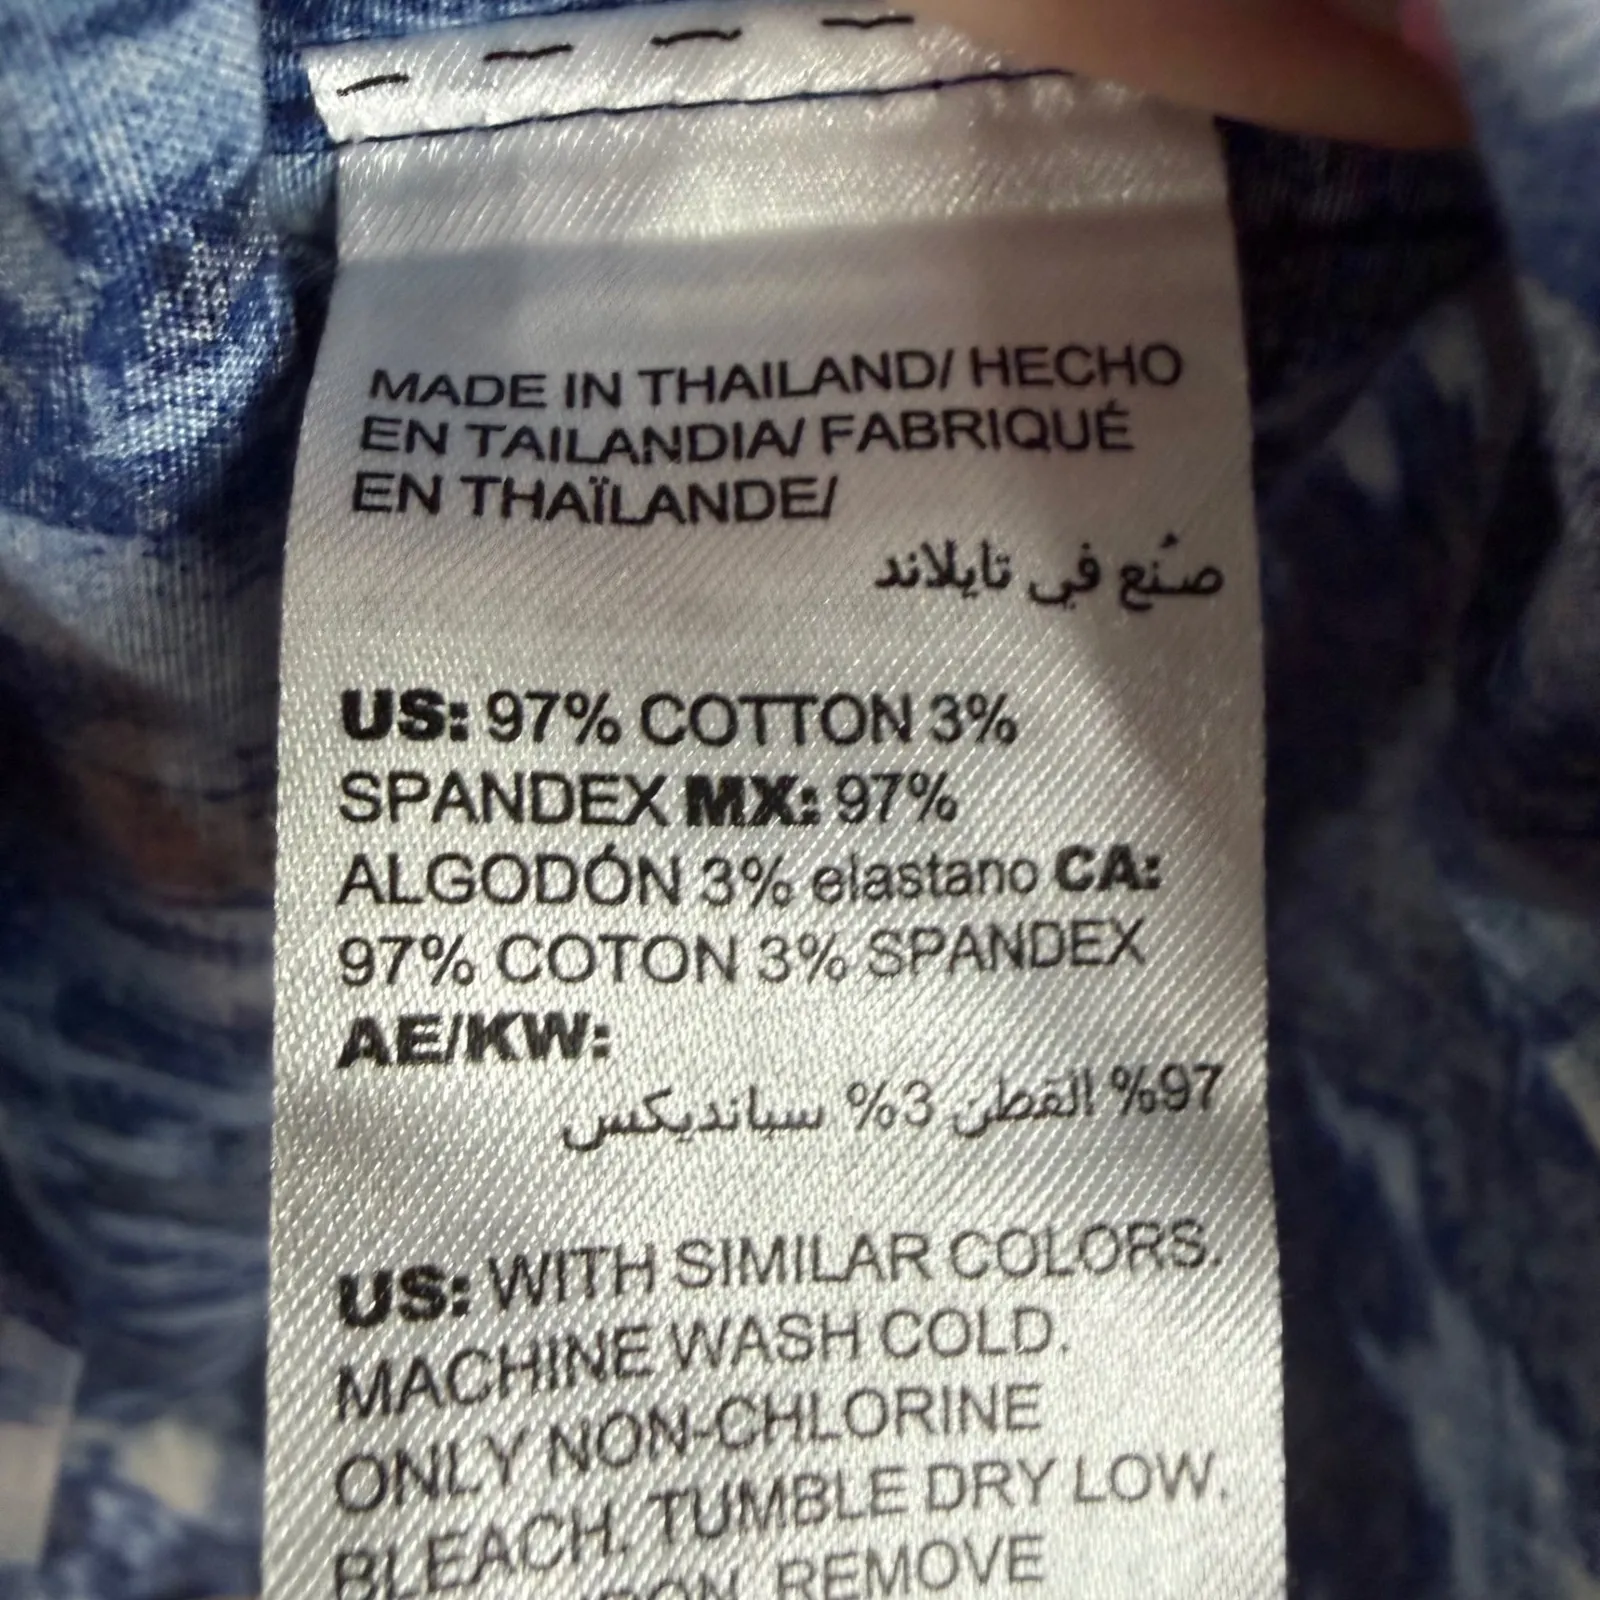 MADE IN THAILAND/ HECHO
EN TAILANDIA/ FABRIQUÉ
EN THAÏLANDE/
صُنع في تايلاند
US: 97% COTTON 3%
SPANDEX MX: 97%
ALGODÓN 3% elastano CA:
97% COTON 3% SPANDEX
AE/KW:
97% القطن 3% سباندیکس
US: WITH SIMILAR COLORS.
MACHINE WASH COLD.
ONLY NON-CHLORINE
BLEACH. TUMBLE DRY LOW.
REMOVE